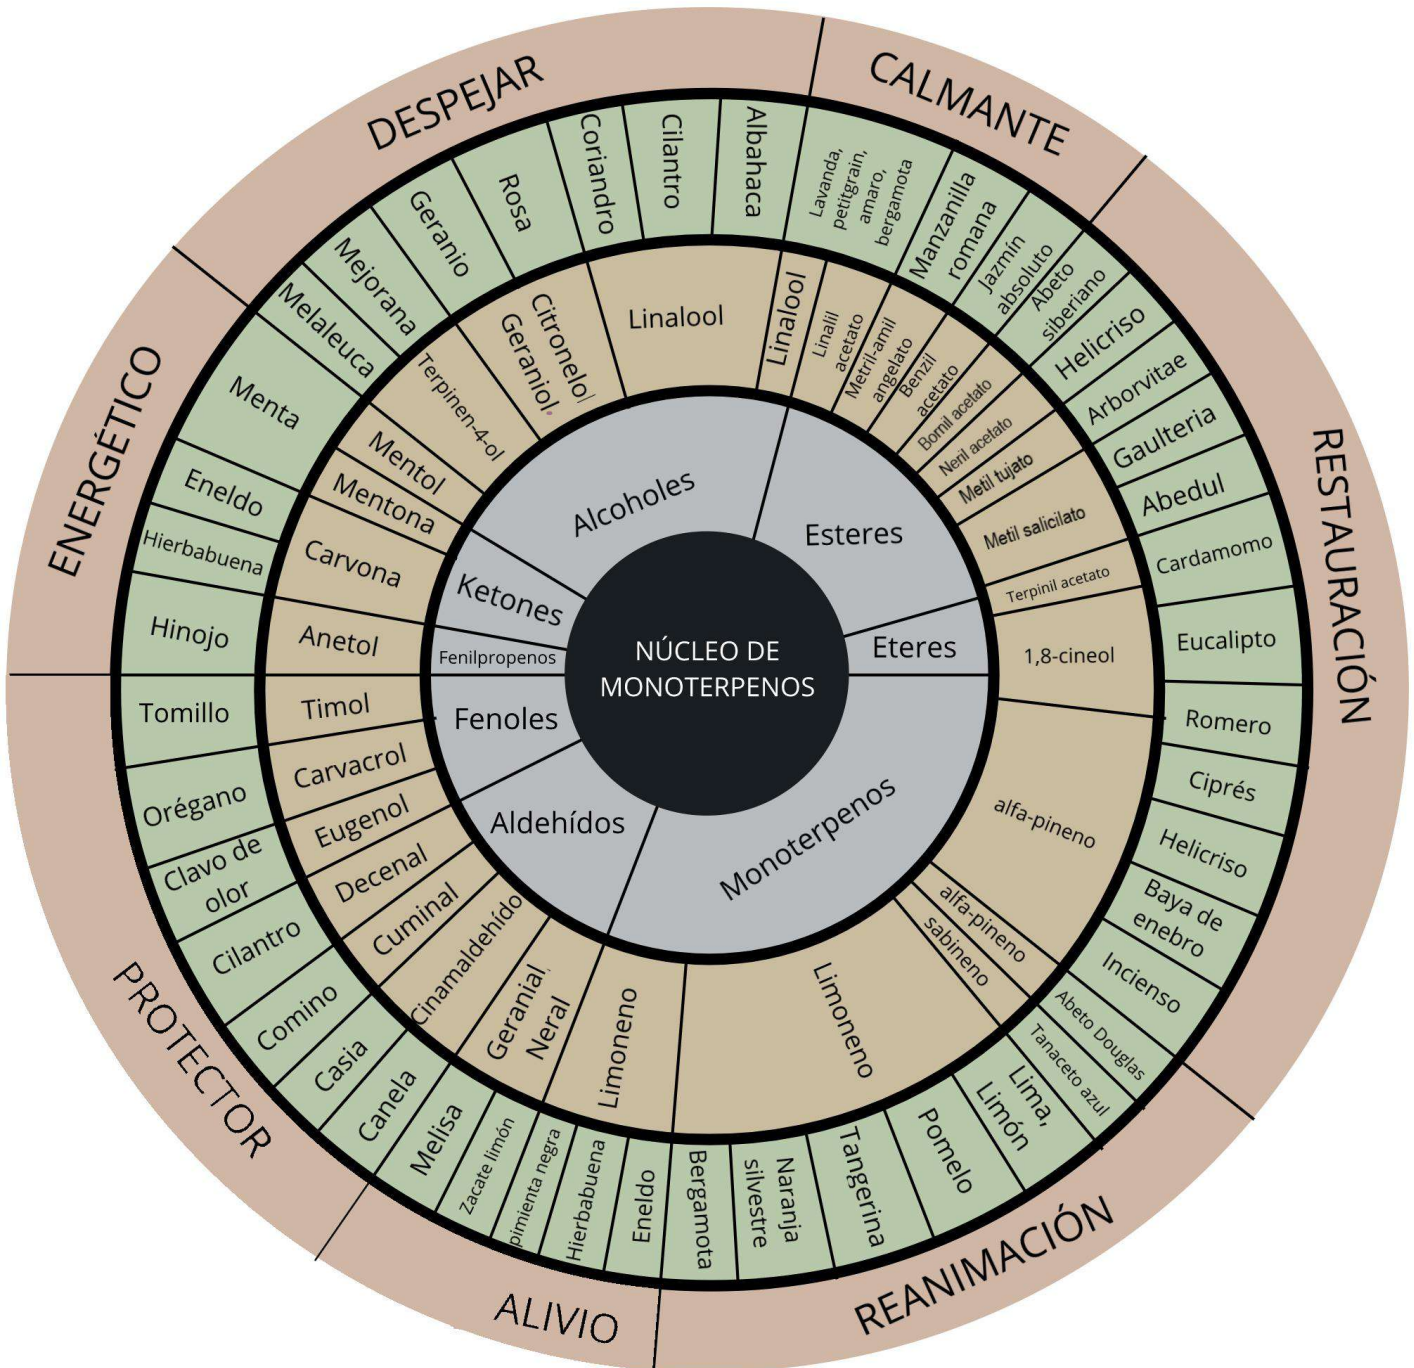 DESPEJAR
CALMANTE
RESTAURACIÓN
REANIMACIÓN
ALIVIO
PROTECTOR
ENERGÉTICO
Albahaca
Lavanda,
petitgrain,
amaro,
bergamota
Manzanilla
romana
Jazmín
absoluto
Abeto
siberiano
Helicriso
Arborvitae
Gaulteria
Abedul
Cardamomo
Eucalipto
Romero
Ciprés
Helicriso
Baya de
enebro
Incienso
Abeto Douglas
Tanaceto azul
Lima,
Limón
Pomelo
Tangerina
Naranja
silvestre
Bergamota
Eneldo
Hierbabuena
pimienta negra
Zacate limón
Melisa
Canela
Casia
Comino
Cilantro
Clavo de
olor
Orégano
Tomillo
Hinojo
Hierbabuena
Eneldo
Menta
Melaleuca
Mejorana
Geranio
Rosa
Coriandro
Cilantro
Linalool
Linalool
Linalil
acetato
Metril-amil
angelato
Benzil
acetato
Bornil acetalo
Neril acetato
Metil tujato
Metil salicilato
Terpinil acetato
1,8-cineol
alfa-pineno
alfa-pineno
sabineno
Limoneno
Limoneno
Geranial,
Neral
Cinamaldehído
Cuminal
Decenal
Eugenol
Carvacrol
Timol
Anetol
Carvona
Mentona
Mentol
Terpinen-4-ol
Citronelol
Geraniol
Alcoholes
Esteres
Eteres
Monoterpenos
Aldehídos
Fenoles
Fenilpropenos
Ketones
NÚCLEO DE
MONOTERPENOS